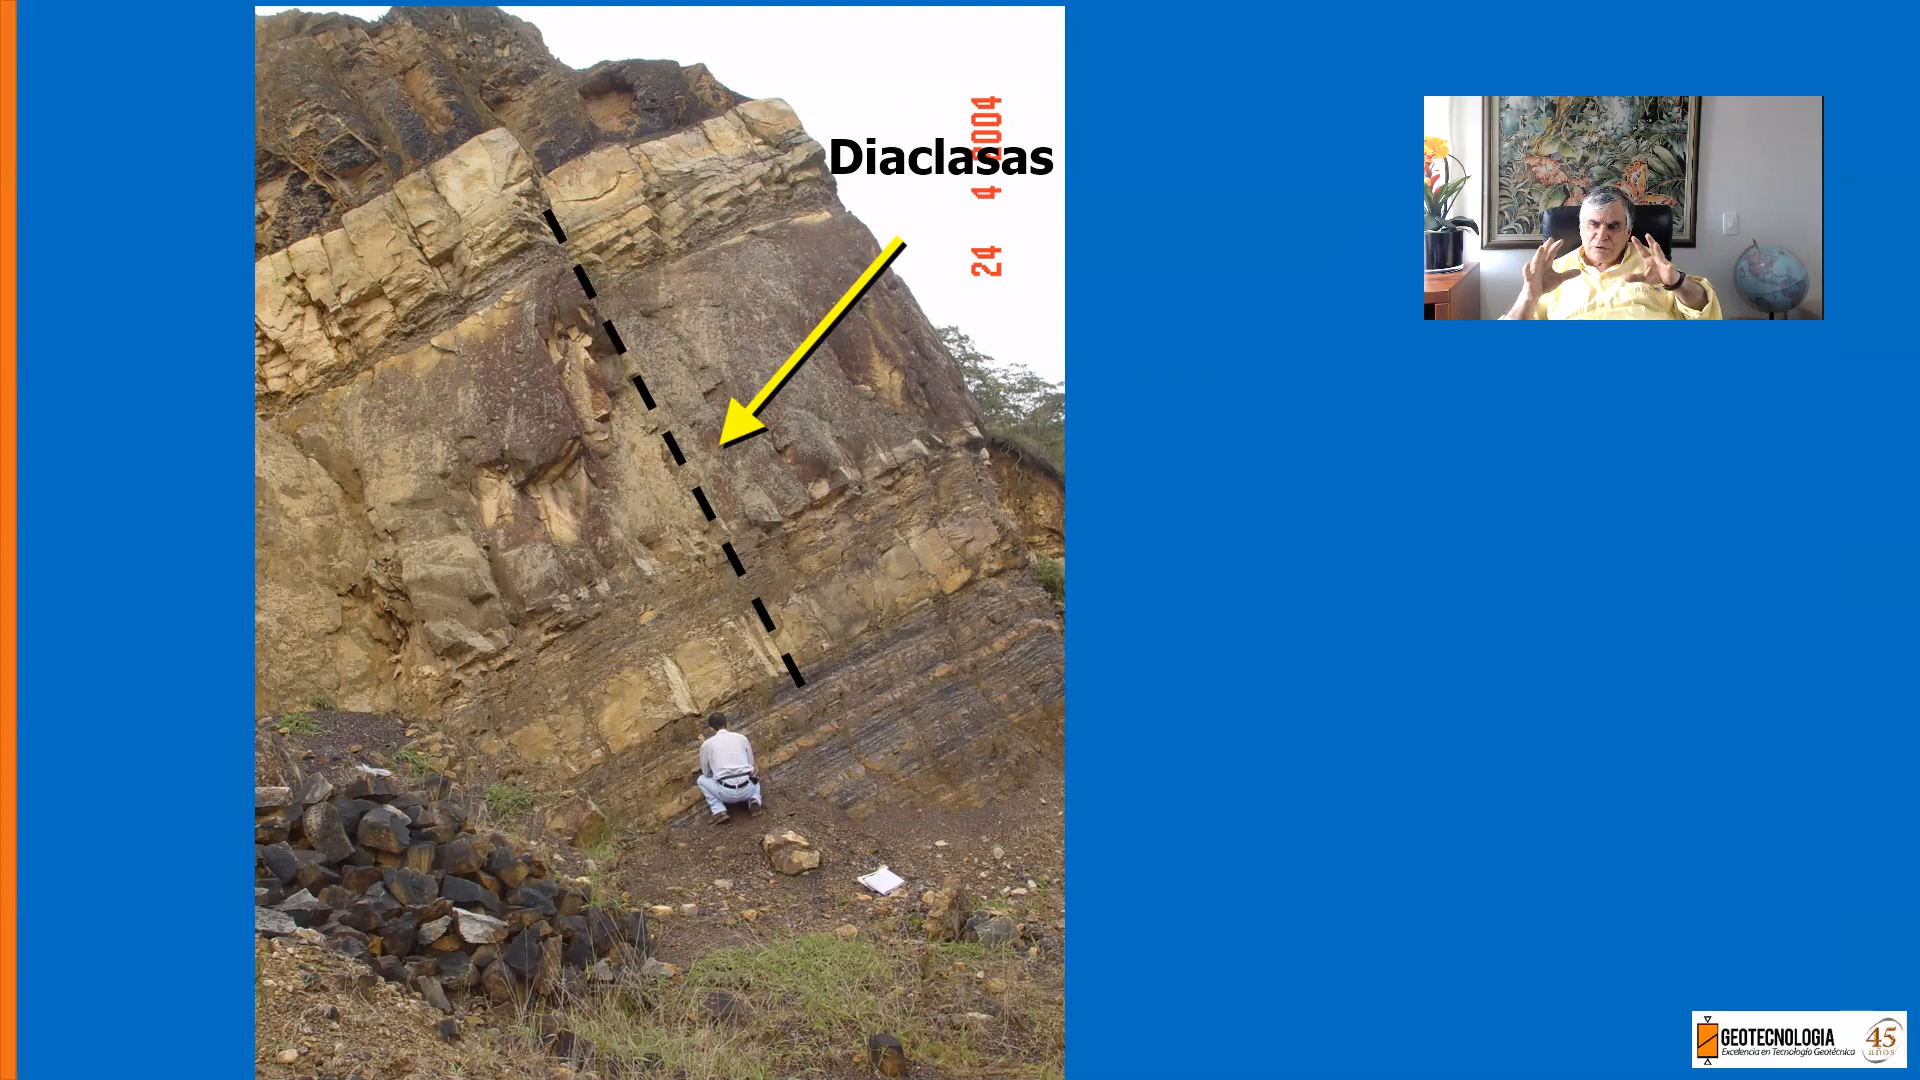 Diaclasas
24 4 2004
GEOTECNOLOGIA
Excelencia en Tecnología Geotécnica
45
años